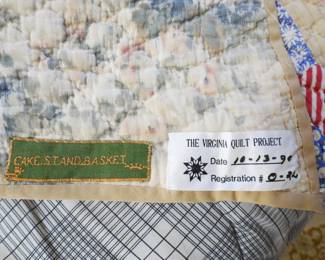 CAKE STAND BASKET
THE VIRGINIA QUILT PROJECT
Date 10-13-90
Registration #